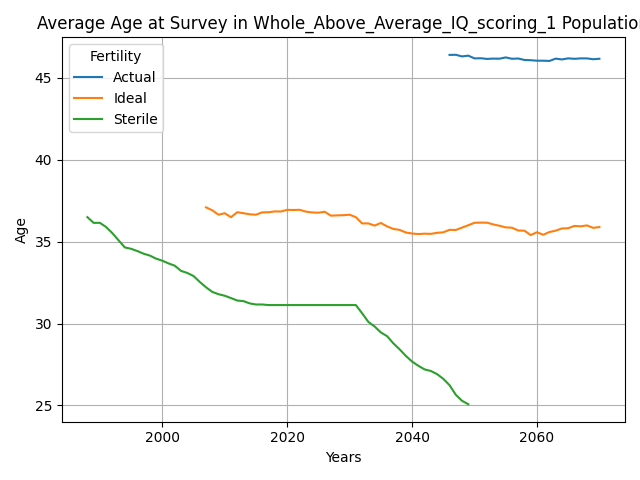 Average Age at Survey in Whole_Above_Average_IQ_scoring_1 Population
Fertility
Actual
Ideal
Sterile
45
40
35
30
25
Age
2000
2020
2040
2060
Years